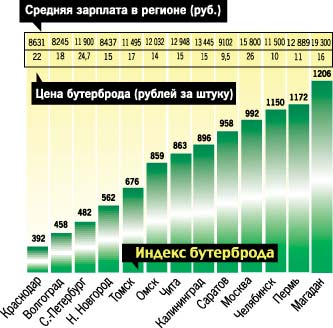 Средняя зарплата в регионе (руб.)
8631 8245 11 900 8437 11 495 12 032 12 948 13 445 9102 15 800 11 500 12 889 19 300
22 18 24,7 15 17 14 15 15 9,5 26 10 11 16
Цена бутерброда (рублей за штуку)
392 458 482 562 676 859 863 896 958 992 1150 1172 1206
Индекс бутерброда
Краснодар
Волгоград
С.-Петербург
Н. Новгород
Томск
Омск
Чита
Калининград
Саратов
Москва
Челябинск
Пермь
Магадан